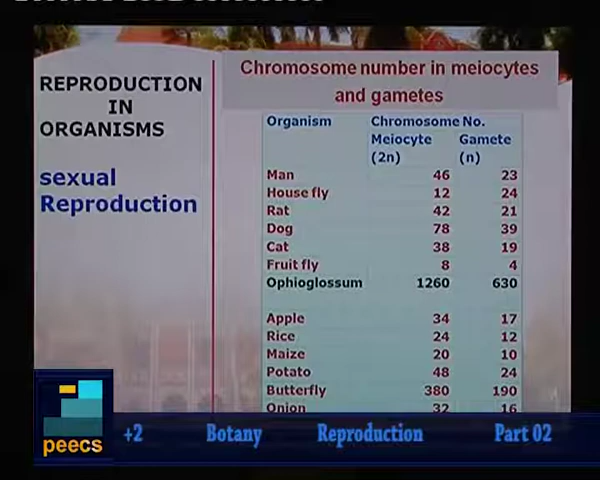 REPRODUCTION
IN
ORGANISMS
sexual
Reproduction
Chromosome number in meiocytes
and gametes
Organism Chromosome No.
Meiocyte Gamete
(2n) (n)
Man 46 23
House fly 12 24
Rat 42 21
Dog 78 39
Cat 38 19
Fruit fly 8 4
Ophioglossum 1260 630
Apple 34 17
Rice 24 12
Maize 20 10
Potato 48 24
Butterfly 380 190
Onion 32 16
peecs
+2 Botany Reproduction Part 02